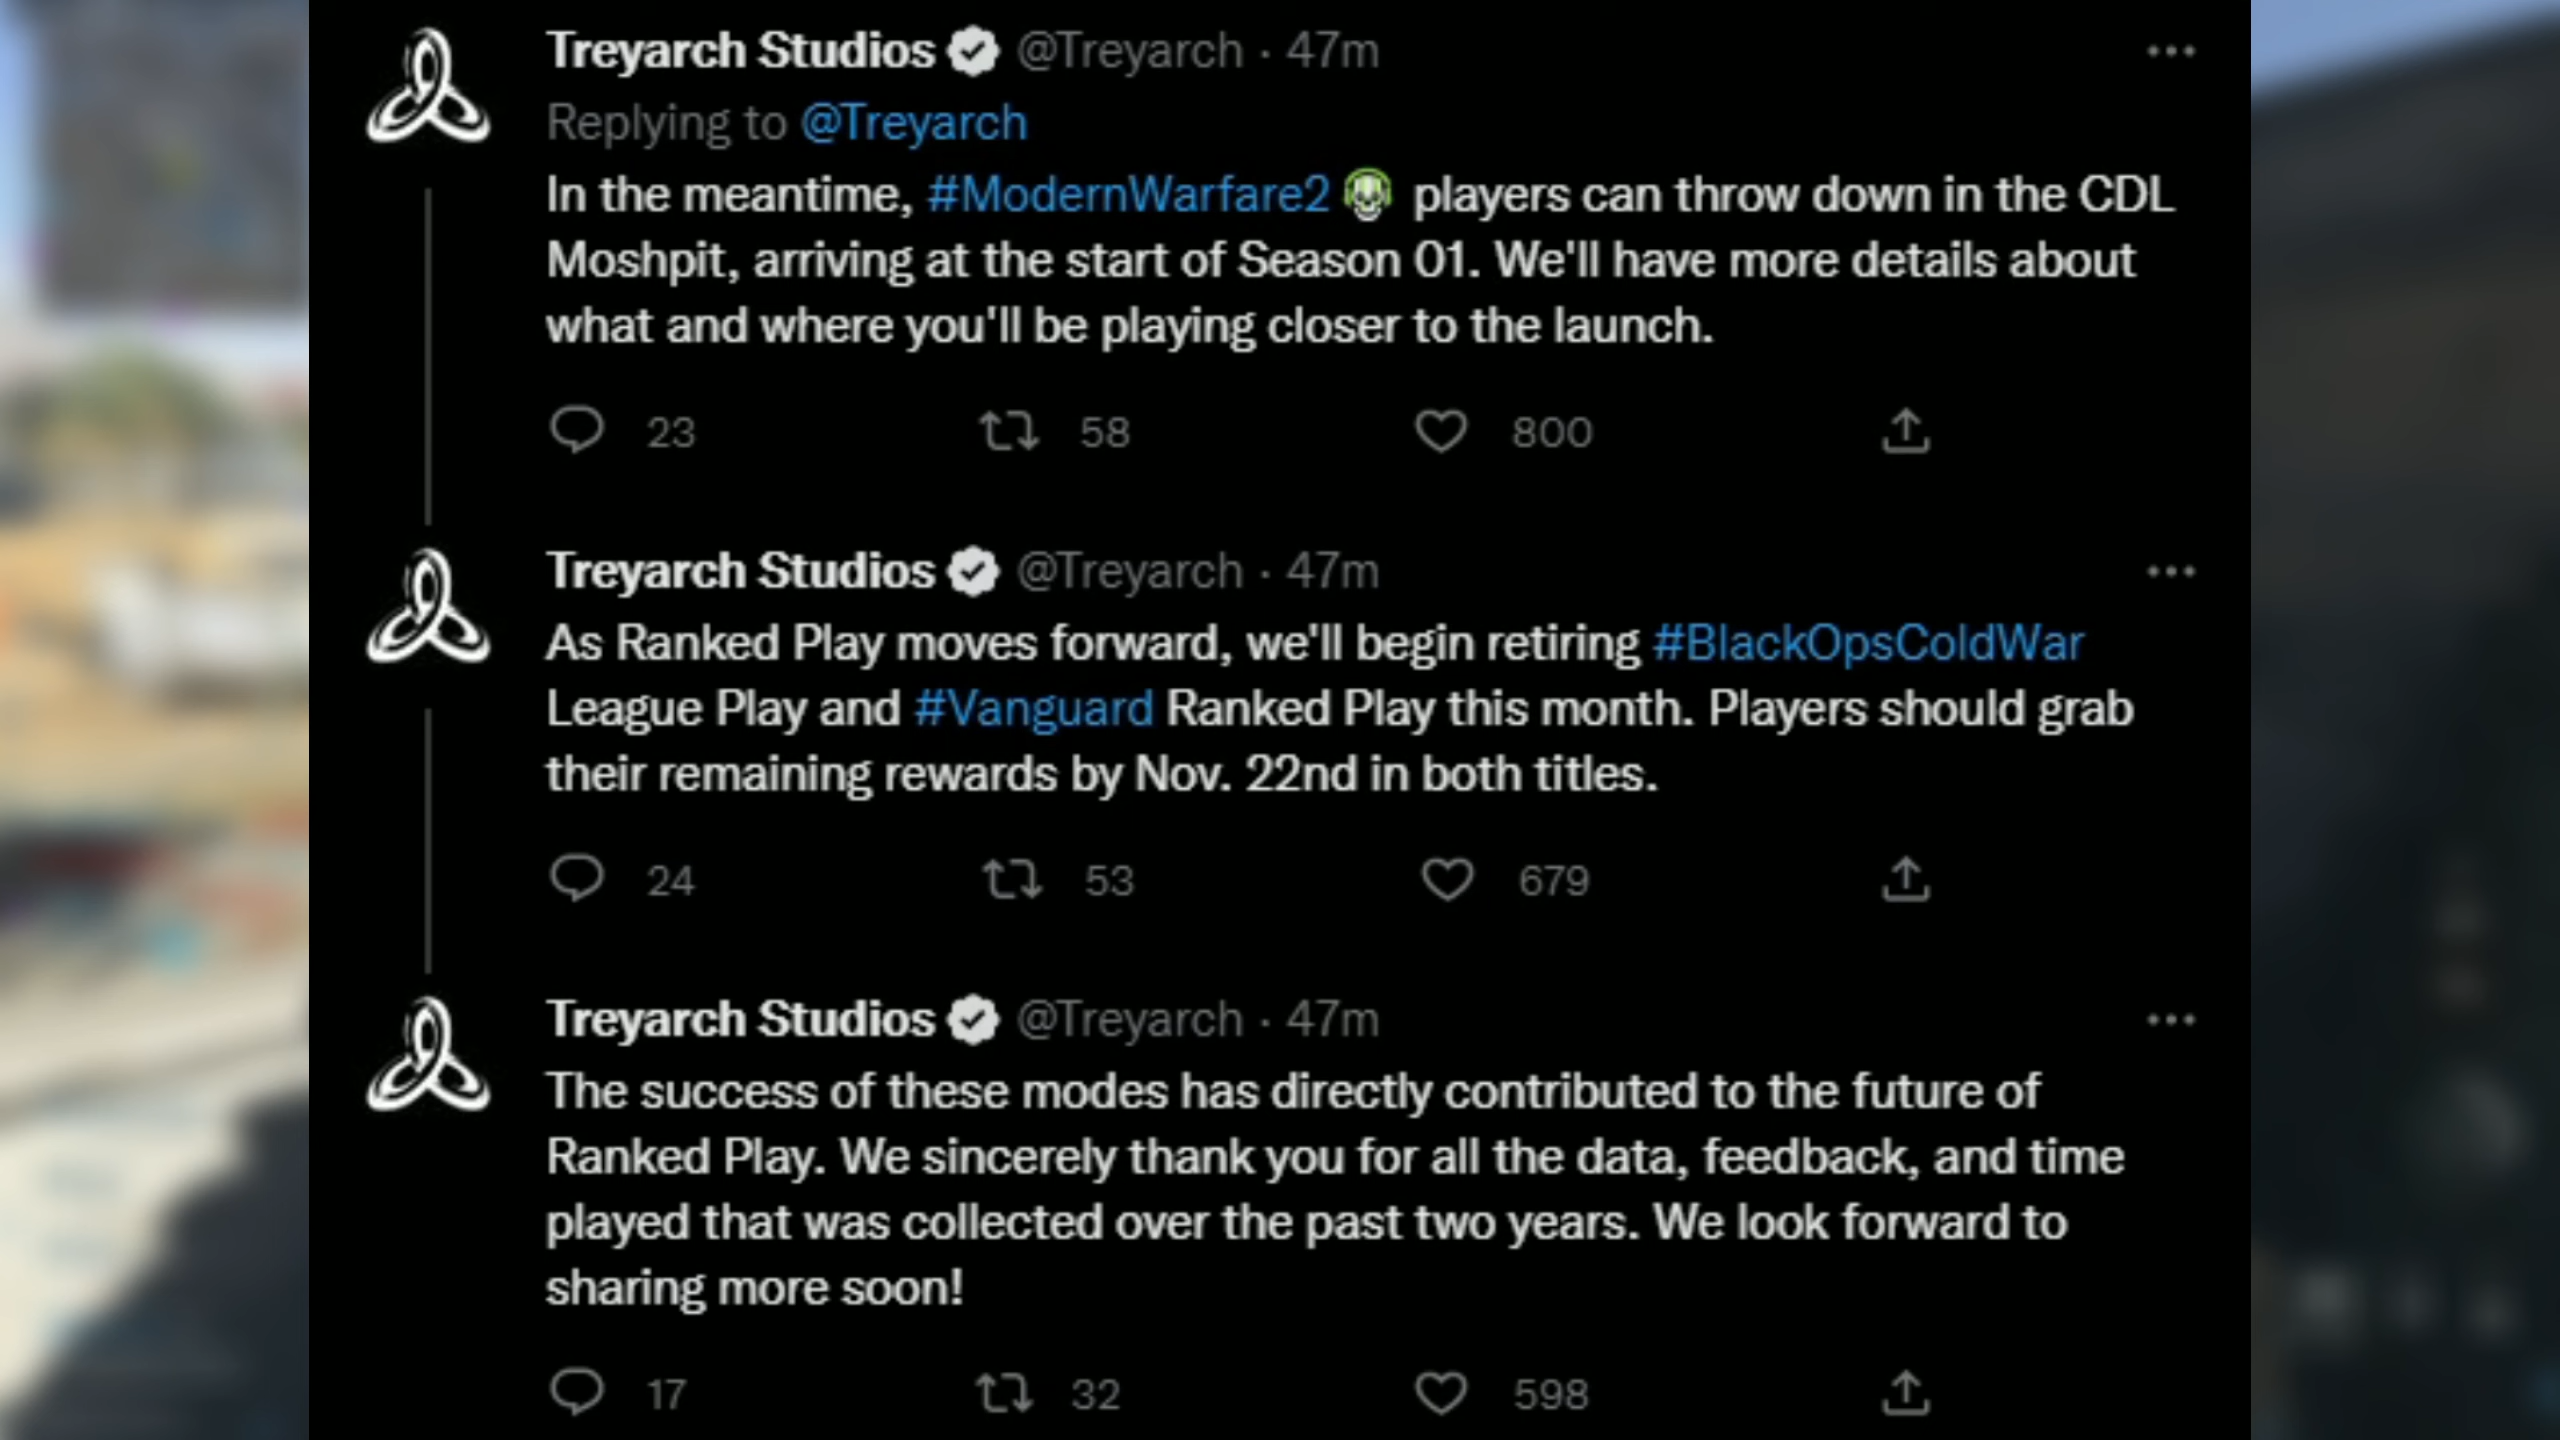 Treyarch Studios @Treyarch · 47m
Replying to @Treyarch
In the meantime, #ModernWarfare2 players can throw down in the CDL
Moshpit, arriving at the start of Season 01. We'll have more details about
what and where you'll be playing closer to the launch.
23 58 800
Treyarch Studios @Treyarch · 47m
As Ranked Play moves forward, we'll begin retiring #BlackOpsColdWar
League Play and #Vanguard Ranked Play this month. Players should grab
their remaining rewards by Nov. 22nd in both titles.
24 53 679
Treyarch Studios @Treyarch · 47m
The success of these modes has directly contributed to the future of
Ranked Play. We sincerely thank you for all the data, feedback, and time
played that was collected over the past two years. We look forward to
sharing more soon!
17 32 598